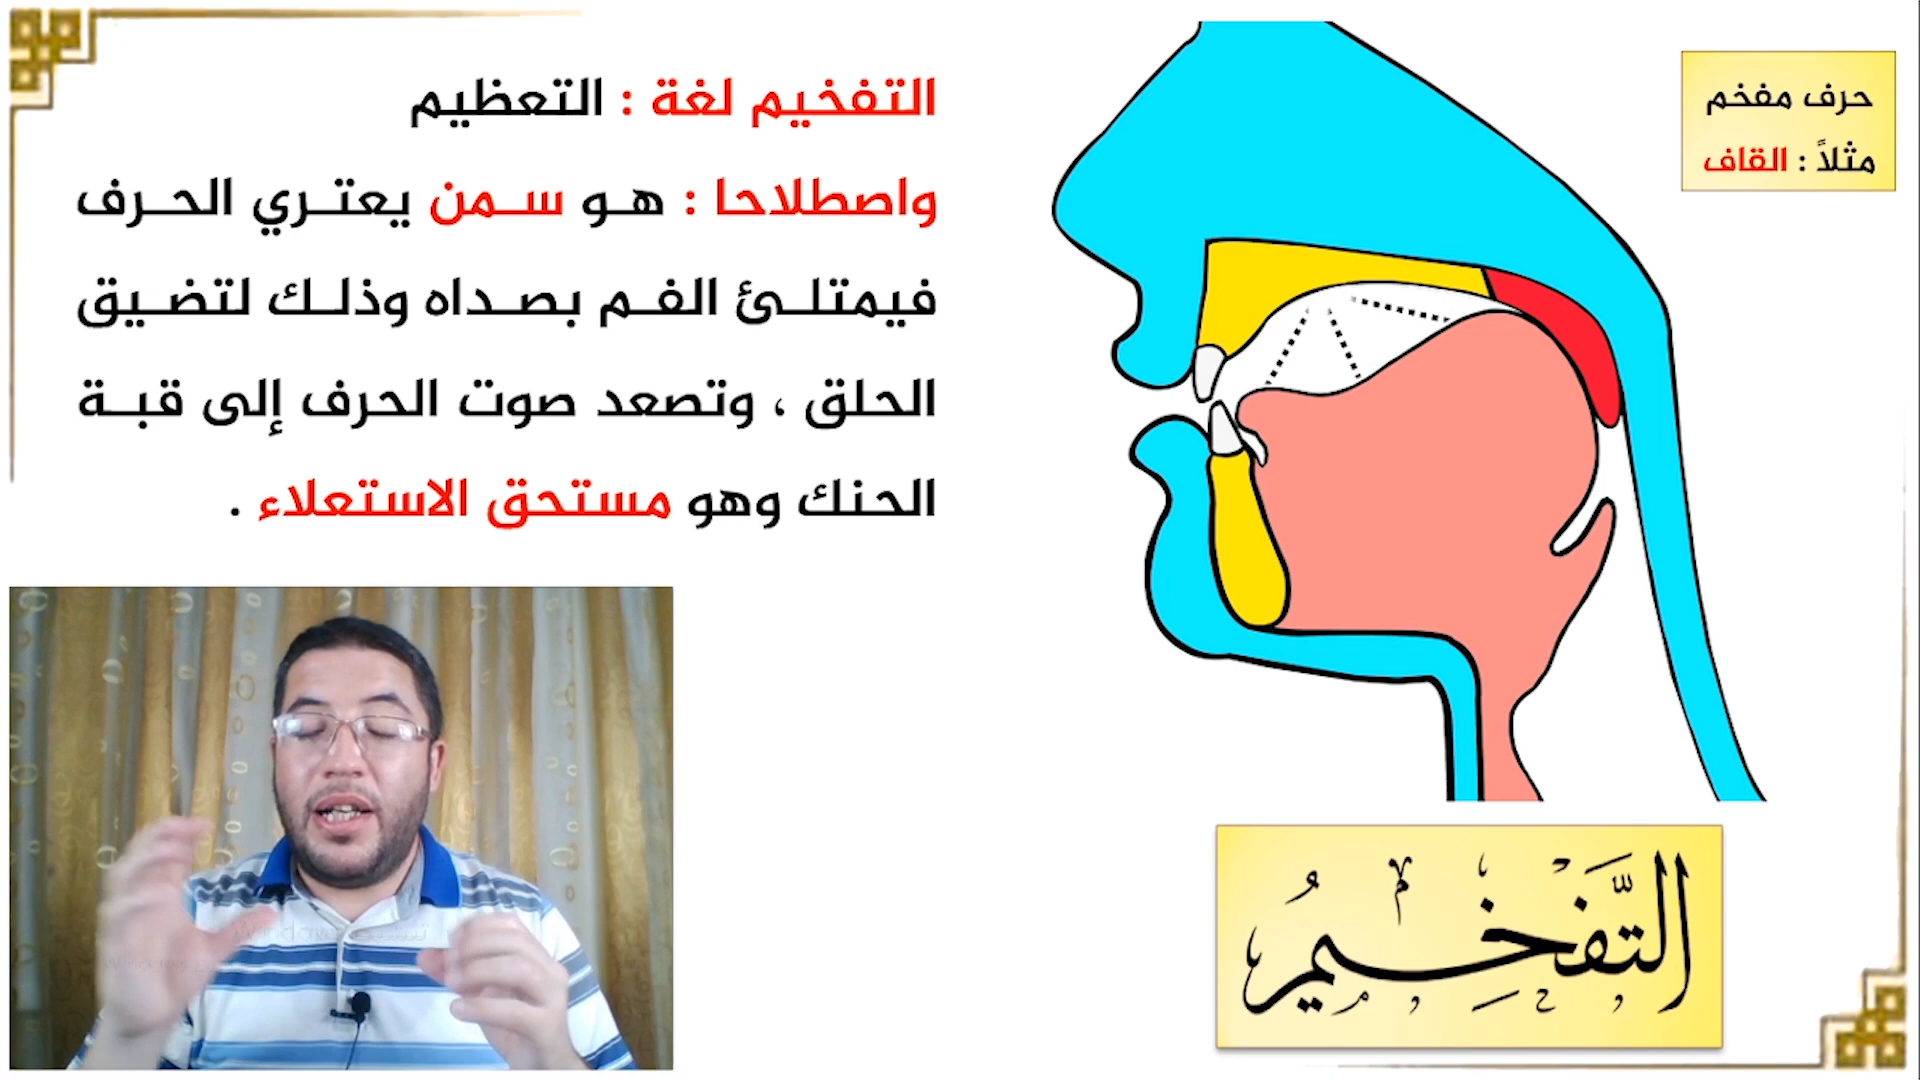 التفخيم لغة : التعظيم
واصطلاحا : هو سمن يعتري الحرف
فيمتلئ الفم بصداه وذلك لتضيق
الحلق ، وتصعد صوت الحرف إلى قبة
الحنك وهو مستحق الاستعلاء .
حرف مفخم
مثلاً : القاف
التَّفْخِيمُ